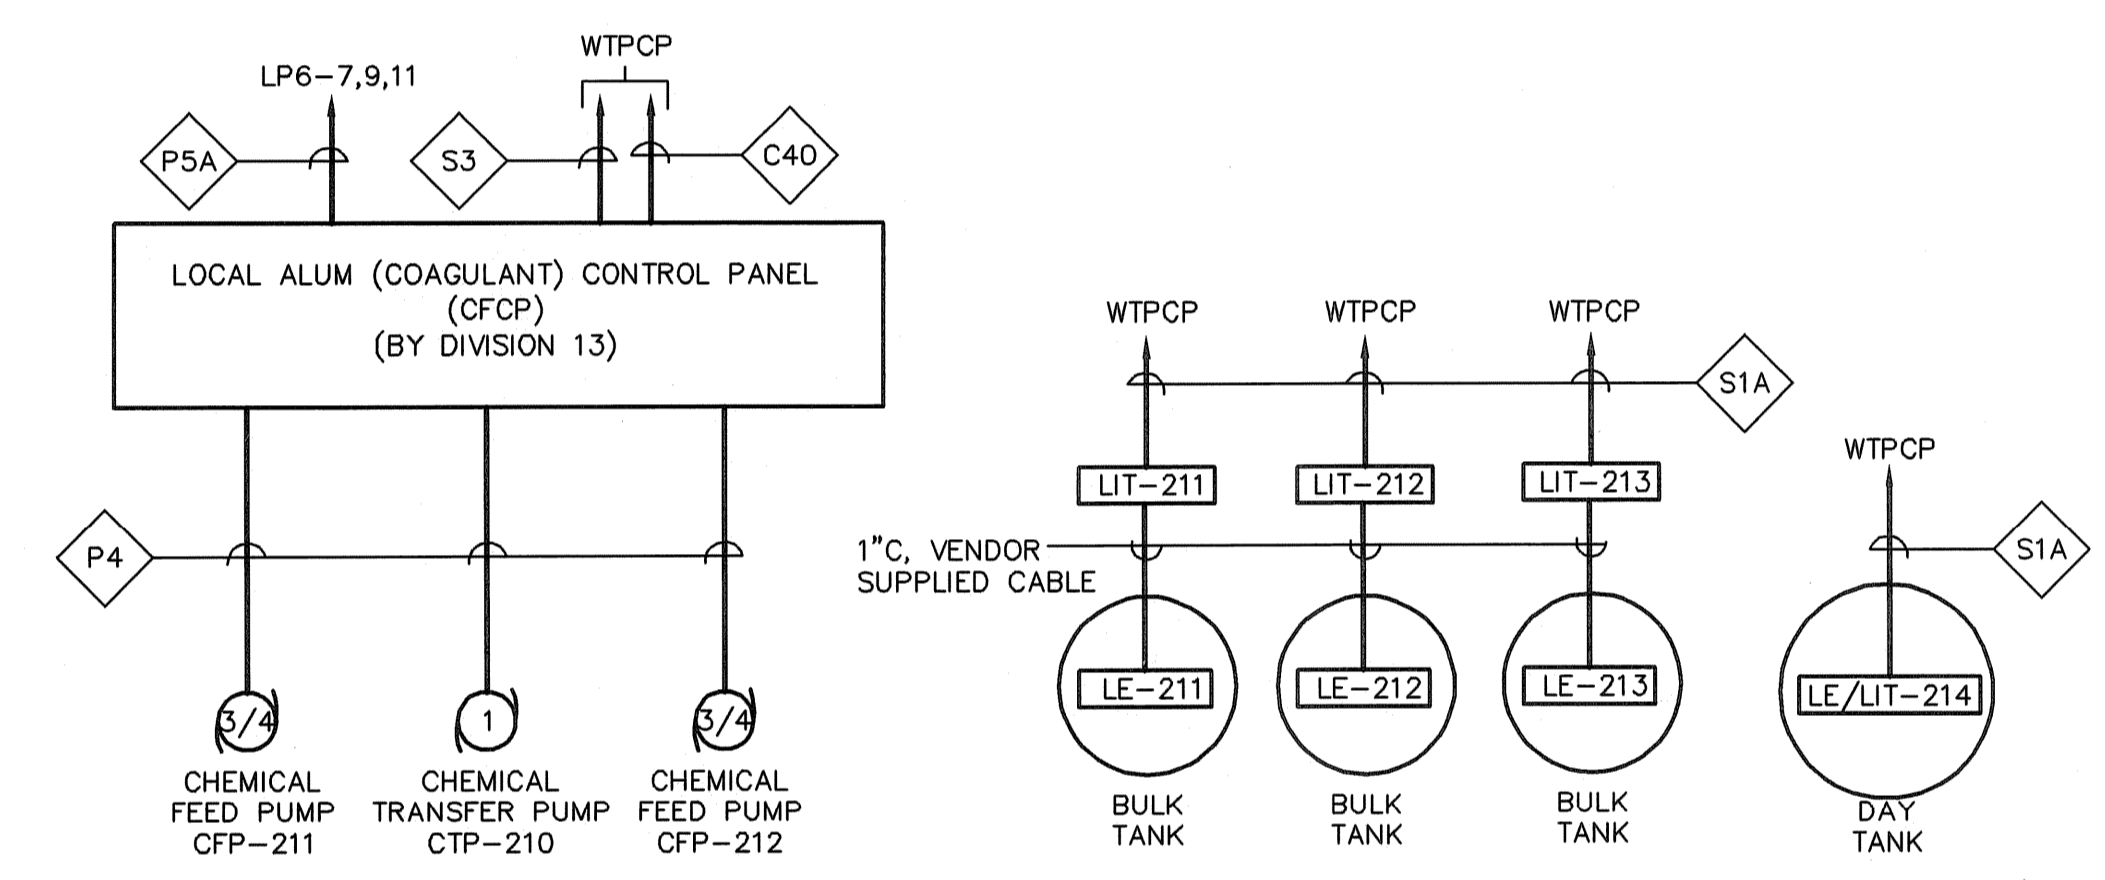 WTPCP
LP6-7,9,11
P5A
S3
C40
LOCAL ALUM (COAGULANT) CONTROL PANEL
(CFCP)
(BY DIVISION 13)
P4
3/4
1
3/4
CHEMICAL
FEED PUMP
CFP-211
CHEMICAL
TRANSFER PUMP
CTP-210
CHEMICAL
FEED PUMP
CFP-212
WTPCP
WTPCP
WTPCP
S1A
LIT-211
LIT-212
LIT-213
1"C, VENDOR
SUPPLIED CABLE
LE-211
LE-212
LE-213
BULK
TANK
BULK
TANK
BULK
TANK
WTPCP
S1A
LE/LIT-214
DAY
TANK